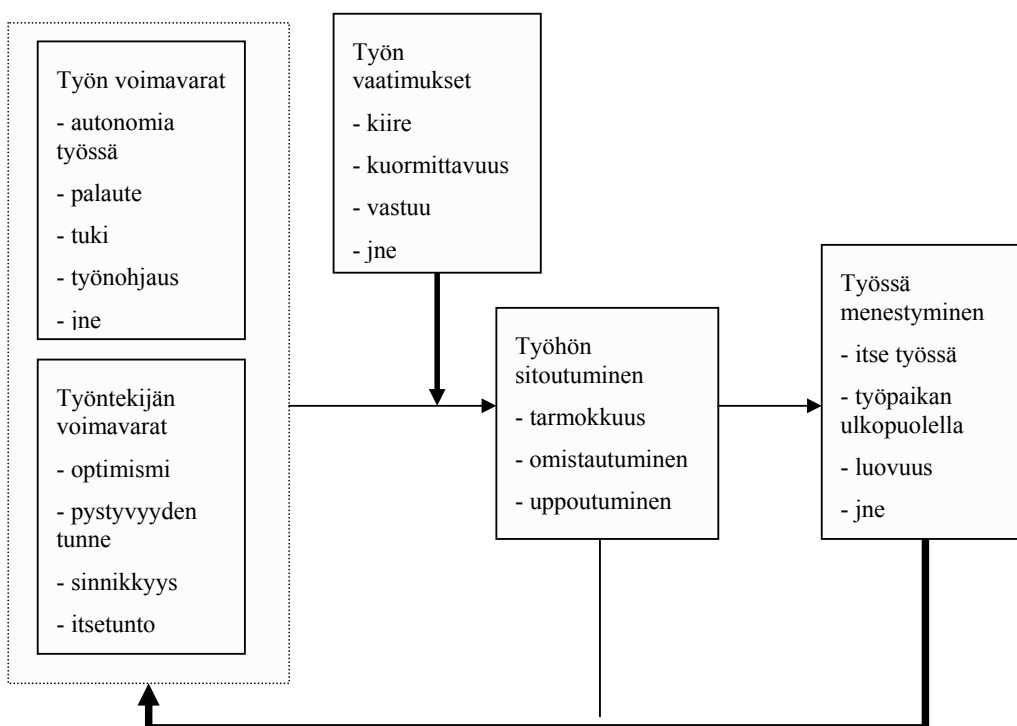 Työn voimavarat
- autonomia
työssä
- palaute
- tuki
- työnohjaus
- jne
Työntekijän
voimavarat
- optimismi
- pystyvyyden
tunne
- sinnikkyys
- itsetunto
Työn
vaatimukset
- kiire
- kuormittavuus
- vastuu
- jne
Työhön
sitoutuminen
- tarmokkuus
- omistautuminen
- uppoutuminen
Työssä
menestyminen
- itse työssä
- työpaikan
ulkopuolella
- luovuus
- jne